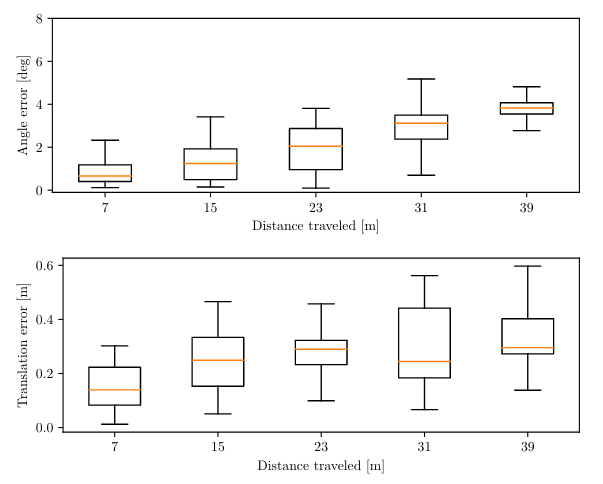 8
6
4
2
0
Angle error [deg]
7 15 23 31 39
Distance traveled [m]
0.6
0.4
0.2
0.0
Translation error [m]
7 15 23 31 39
Distance traveled [m]